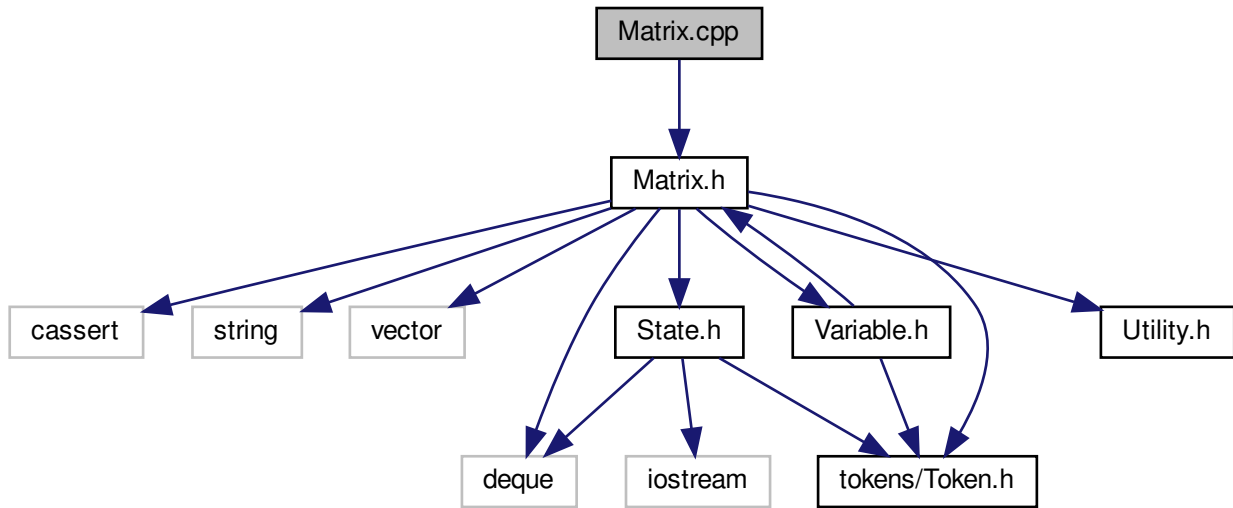 Matrix.cpp
Matrix.h
cassert
string
vector
State.h
Variable.h
Utility.h
deque
iostream
tokens/Token.h